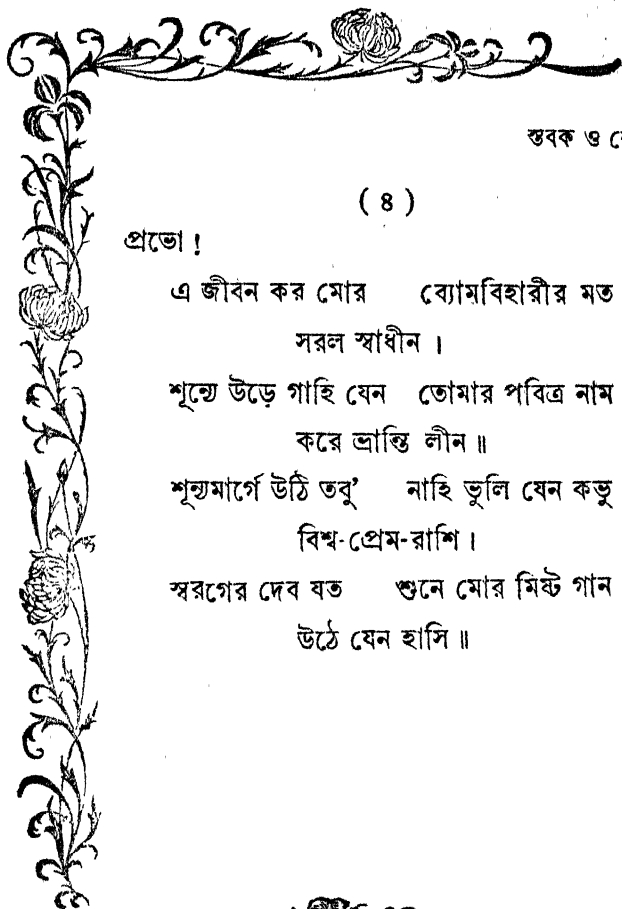 স্তবক ও
( ৪ )
প্রভো !
এ জীবন কর মোর ব্যোমবিহারীর মত
সরল স্বাধীন ।
শূন্যে উড়ে গাহি যেন তোমার পবিত্র নাম
করে ভ্রান্তি লীন ॥
শূন্যমার্গে উঠি তবু’ নাহি ভুলি যেন কভু
বিশ্ব-প্রেম-রাশি ।
স্বরগের দেব যত শুনে মোর মিষ্ট গান
উঠে যেন হাসি ॥